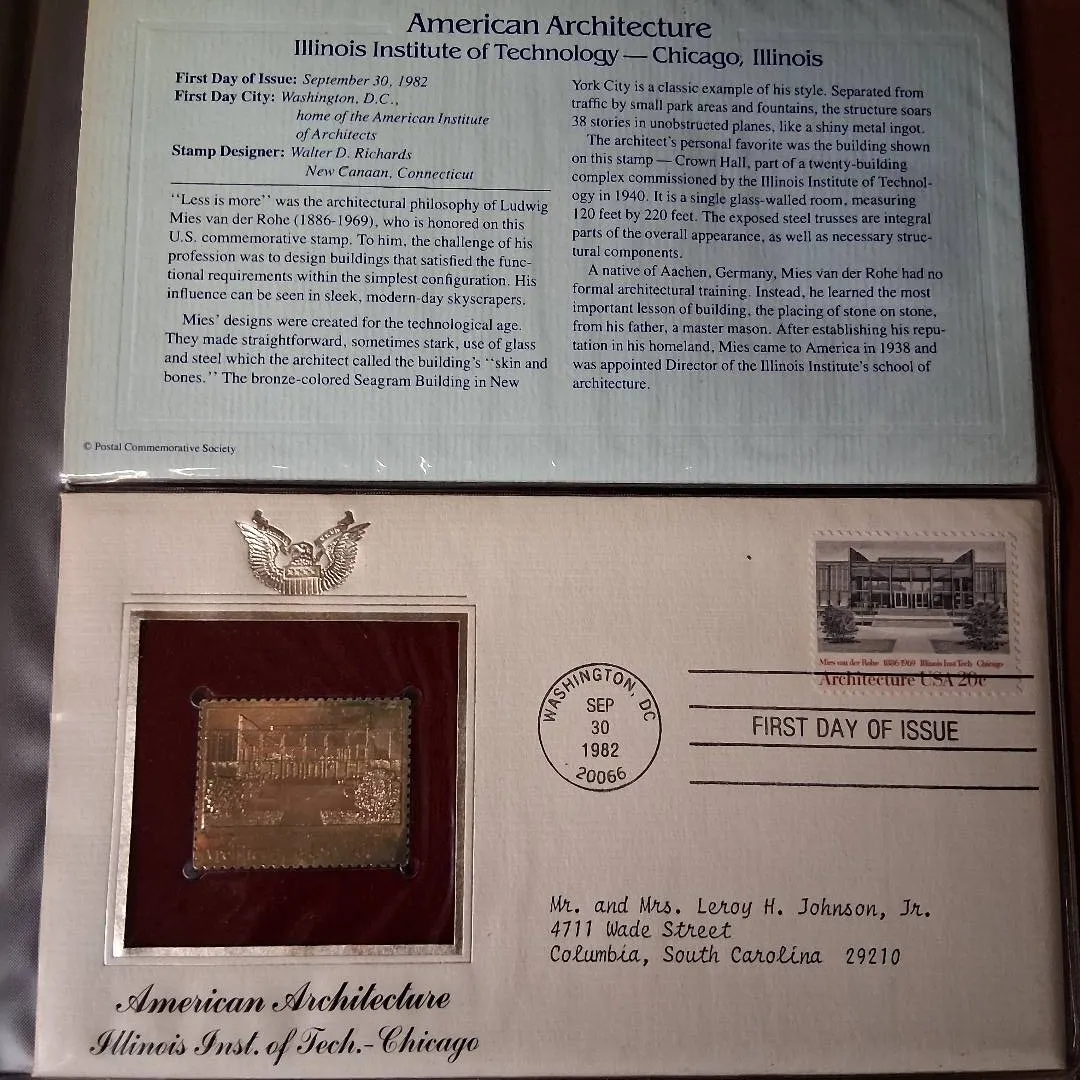 American Architecture
Illinois Institute of Technology — Chicago, Illinois
First Day of Issue: September 30, 1982
First Day City: Washington, D.C.,
home of the American Institute
of Architects
Stamp Designer: Walter D. Richards
New Canaan, Connecticut
“Less is more” was the architectural philosophy of Ludwig
Mies van der Rohe (1886-1969), who is honored on this
U.S. commemorative stamp. To him, the challenge of his
profession was to design buildings that satisfied the func-
tional requirements within the simplest configuration. His
influence can be seen in sleek, modern-day skyscrapers.
Mies’ designs were created for the technological age.
They made straightforward, sometimes stark, use of glass
and steel which the architect called the building’s “skin and
bones.” The bronze-colored Seagram Building in New
York City is a classic example of his style. Separated from
traffic by small park areas and fountains, the structure soars
38 stories in unobstructed planes, like a shiny metal ingot.
The architect’s personal favorite was the building shown
on this stamp — Crown Hall, part of a twenty-building
complex commissioned by the Illinois Institute of Technol-
ogy in 1940. It is a single glass-walled room, measuring
120 feet by 220 feet. The exposed steel trusses are integral
parts of the overall appearance, as well as necessary struc-
tural components.
A native of Aachen, Germany, Mies van der Rohe had no
formal architectural training. Instead, he learned the most
important lesson of building, the placing of stone on stone,
from his father, a master mason. After establishing his repu-
tation in his homeland, Mies came to America in 1938 and
was appointed Director of the Illinois Institute’s school of
architecture.
© Postal Commemorative Society
Mies van der Rohe 1886-1969 Illinois Inst Tech Chicago
Architecture USA 20c
WASHINGTON, DC
SEP
30
1982
20066
FIRST DAY OF ISSUE
Mr. and Mrs. Leroy H. Johnson, Jr.
4711 Wade Street
Columbia, South Carolina 29210
American Architecture
Illinois Inst. of Tech.-Chicago